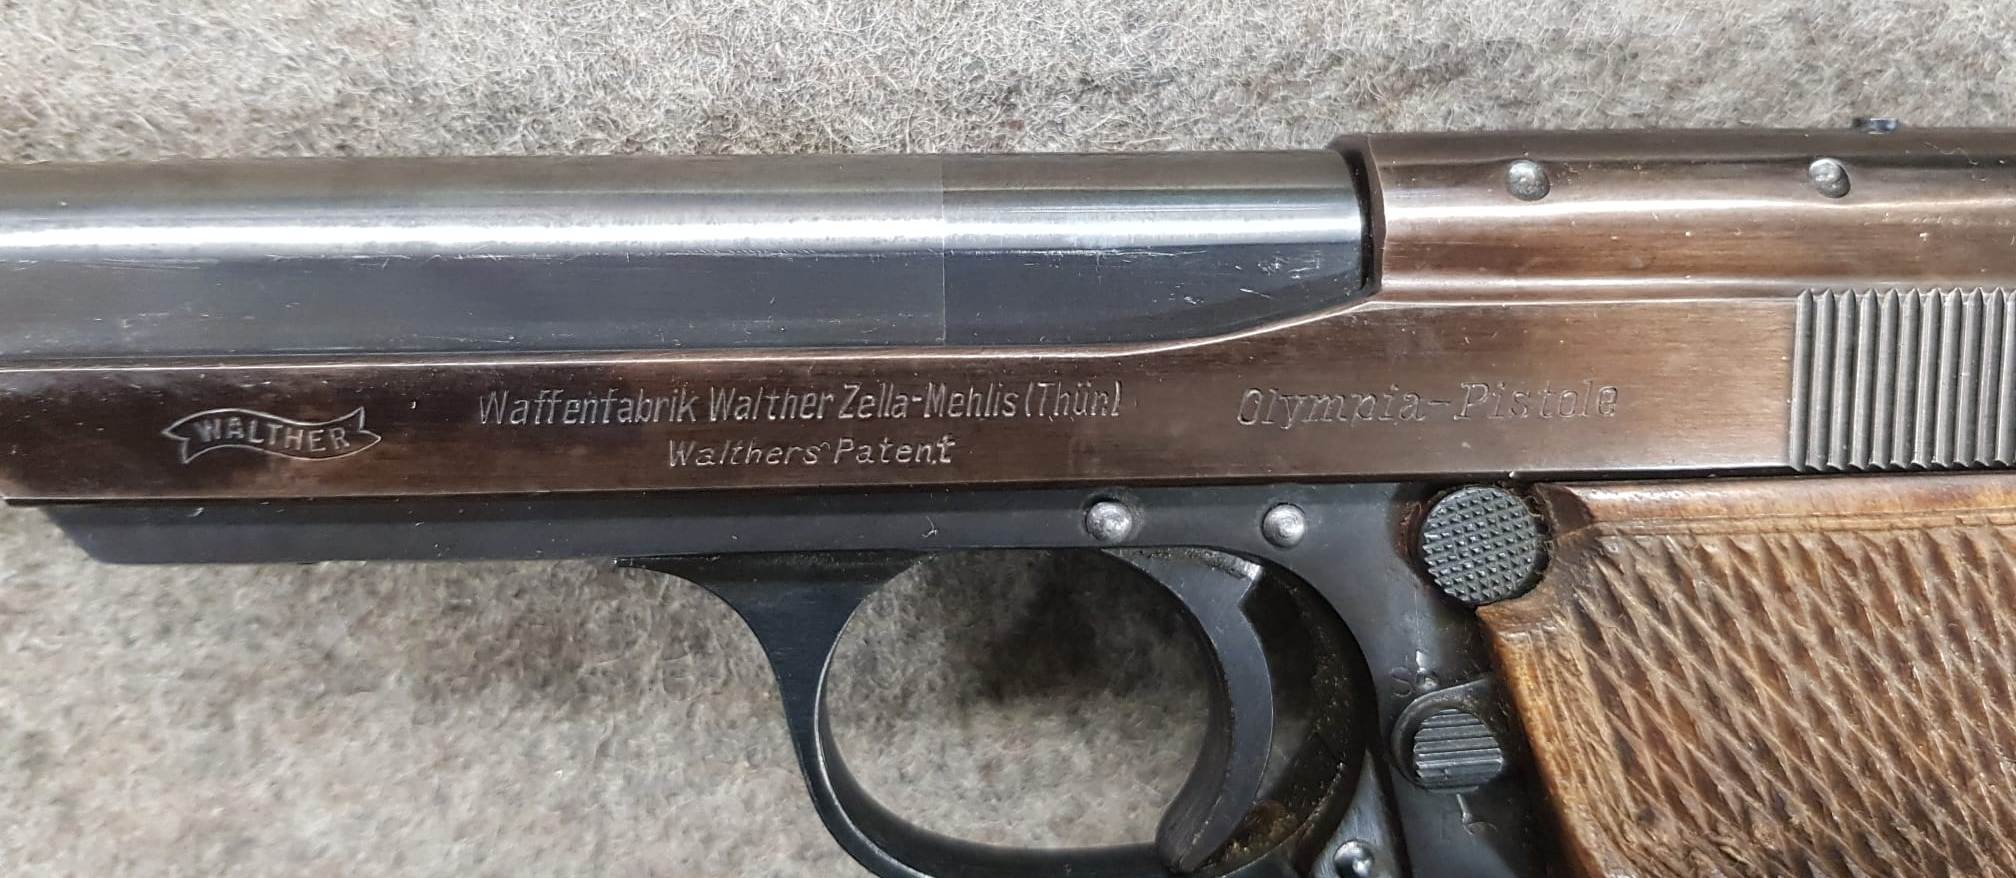 WALTHER
Waffenfabrik Walther Zella-Mehlis (Thür.)
Walthers Patent
Olympia-Pistole
S